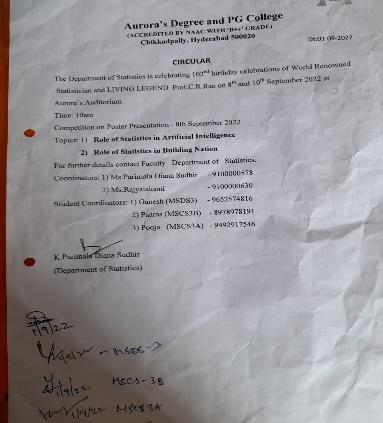 Aurora's Degree and PG College
(ACCREDITED BY NAAC WITH 'B++' GRADE)
Chikkadpally, Hyderabad 500020
Dt:01-09-2022
CIRCULAR
The Department of Statistics is celebrating 102nd birthday celebrations of World Renowned
Statistician and LIVING LEGEND Prof.C.R.Rao on 8th and 10th September 2022 at
Aurora's Auditorium.
Time: 10am
Competition on Poster Presentation - 8th September 2022
Topics: 1) Role of Statistics in Artificial Intelligence
2) Role of Statistics in Building Nation
For further details contact Faculty Department of Statistics.
Coordinators: 1) Ms.Parimala Diana Sudhir - 9100000578
2) Ms.Rajyalakshmi - 9100000630
Student Coordinators: 1) Ganesh (MSDS3) - 9652574816
2) Paaras (MSCS3B) - 8978978191
3) Pooja (MSCS3A) - 9492917546
K Parimala Diana Sudhir
(Department of Statistics)
1/9/22
MSDS-3
1/9/22 MSCS-3B
1/9/22 MSCS3A